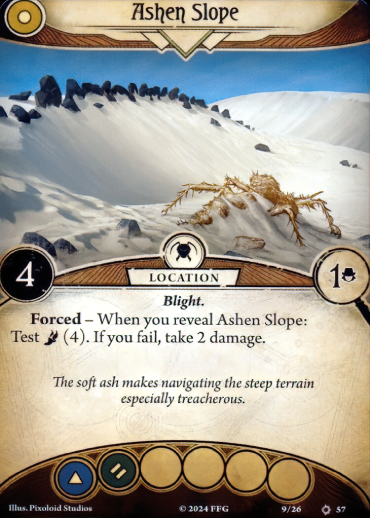 Ashen Slope
4
LOCATION
1
Blight.
Forced – When you reveal Ashen Slope:
Test (4). If you fail, take 2 damage.
The soft ash makes navigating the steep terrain
especially treacherous.
Illus. Pixoloid Studios © 2024 FFG 9/26 57